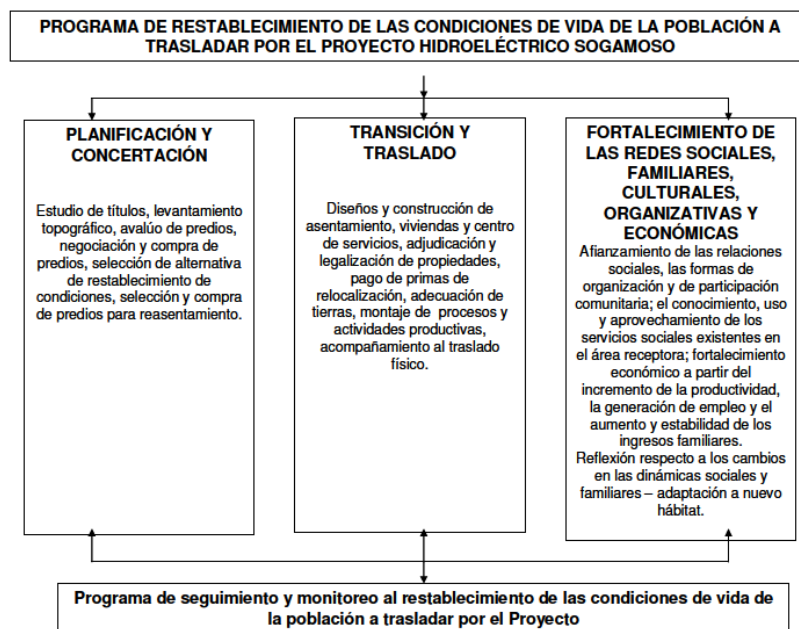 PROGRAMA DE RESTABLECIMIENTO DE LAS CONDICIONES DE VIDA DE LA POBLACIÓN A
TRASLADAR POR EL PROYECTO HIDROELÉCTRICO SOGAMOSO
PLANIFICACIÓN Y
CONCERTACIÓN
Estudio de títulos, levantamiento
topográfico, avalúo de predios,
negociación y compra de
predios, selección de alternativa
de restablecimiento de
condiciones, selección y compra
de predios para reasentamiento.
TRANSICIÓN Y
TRASLADO
Diseños y construcción de
asentamiento, viviendas y centro
de servicios, adjudicación y
legalización de propiedades,
pago de primas de
relocalización, adecuación de
tierras, montaje de procesos y
actividades productivas,
acompañamiento al traslado
físico.
FORTALECIMIENTO DE
LAS REDES SOCIALES,
FAMILIARES,
CULTURALES,
ORGANIZATIVAS Y
ECONÓMICAS
Afianzamiento de las relaciones
sociales, las formas de
organización y de participación
comunitaria; el conocimiento, uso
y aprovechamiento de los
servicios sociales existentes en
el área receptora; fortalecimiento
económico a partir del
incremento de la productividad,
la generación de empleo y el
aumento y estabilidad de los
ingresos familiares.
Reflexión respecto a los cambios
en las dinámicas sociales y
familiares – adaptación a nuevo
hábitat.
Programa de seguimiento y monitoreo al restablecimiento de las condiciones de vida de
la población a trasladar por el Proyecto